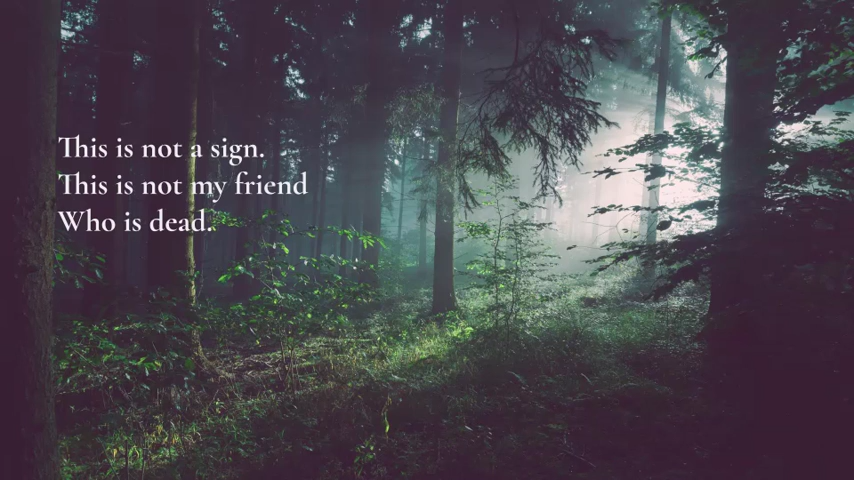 This is not a sign.
This is not my friend
Who is dead.